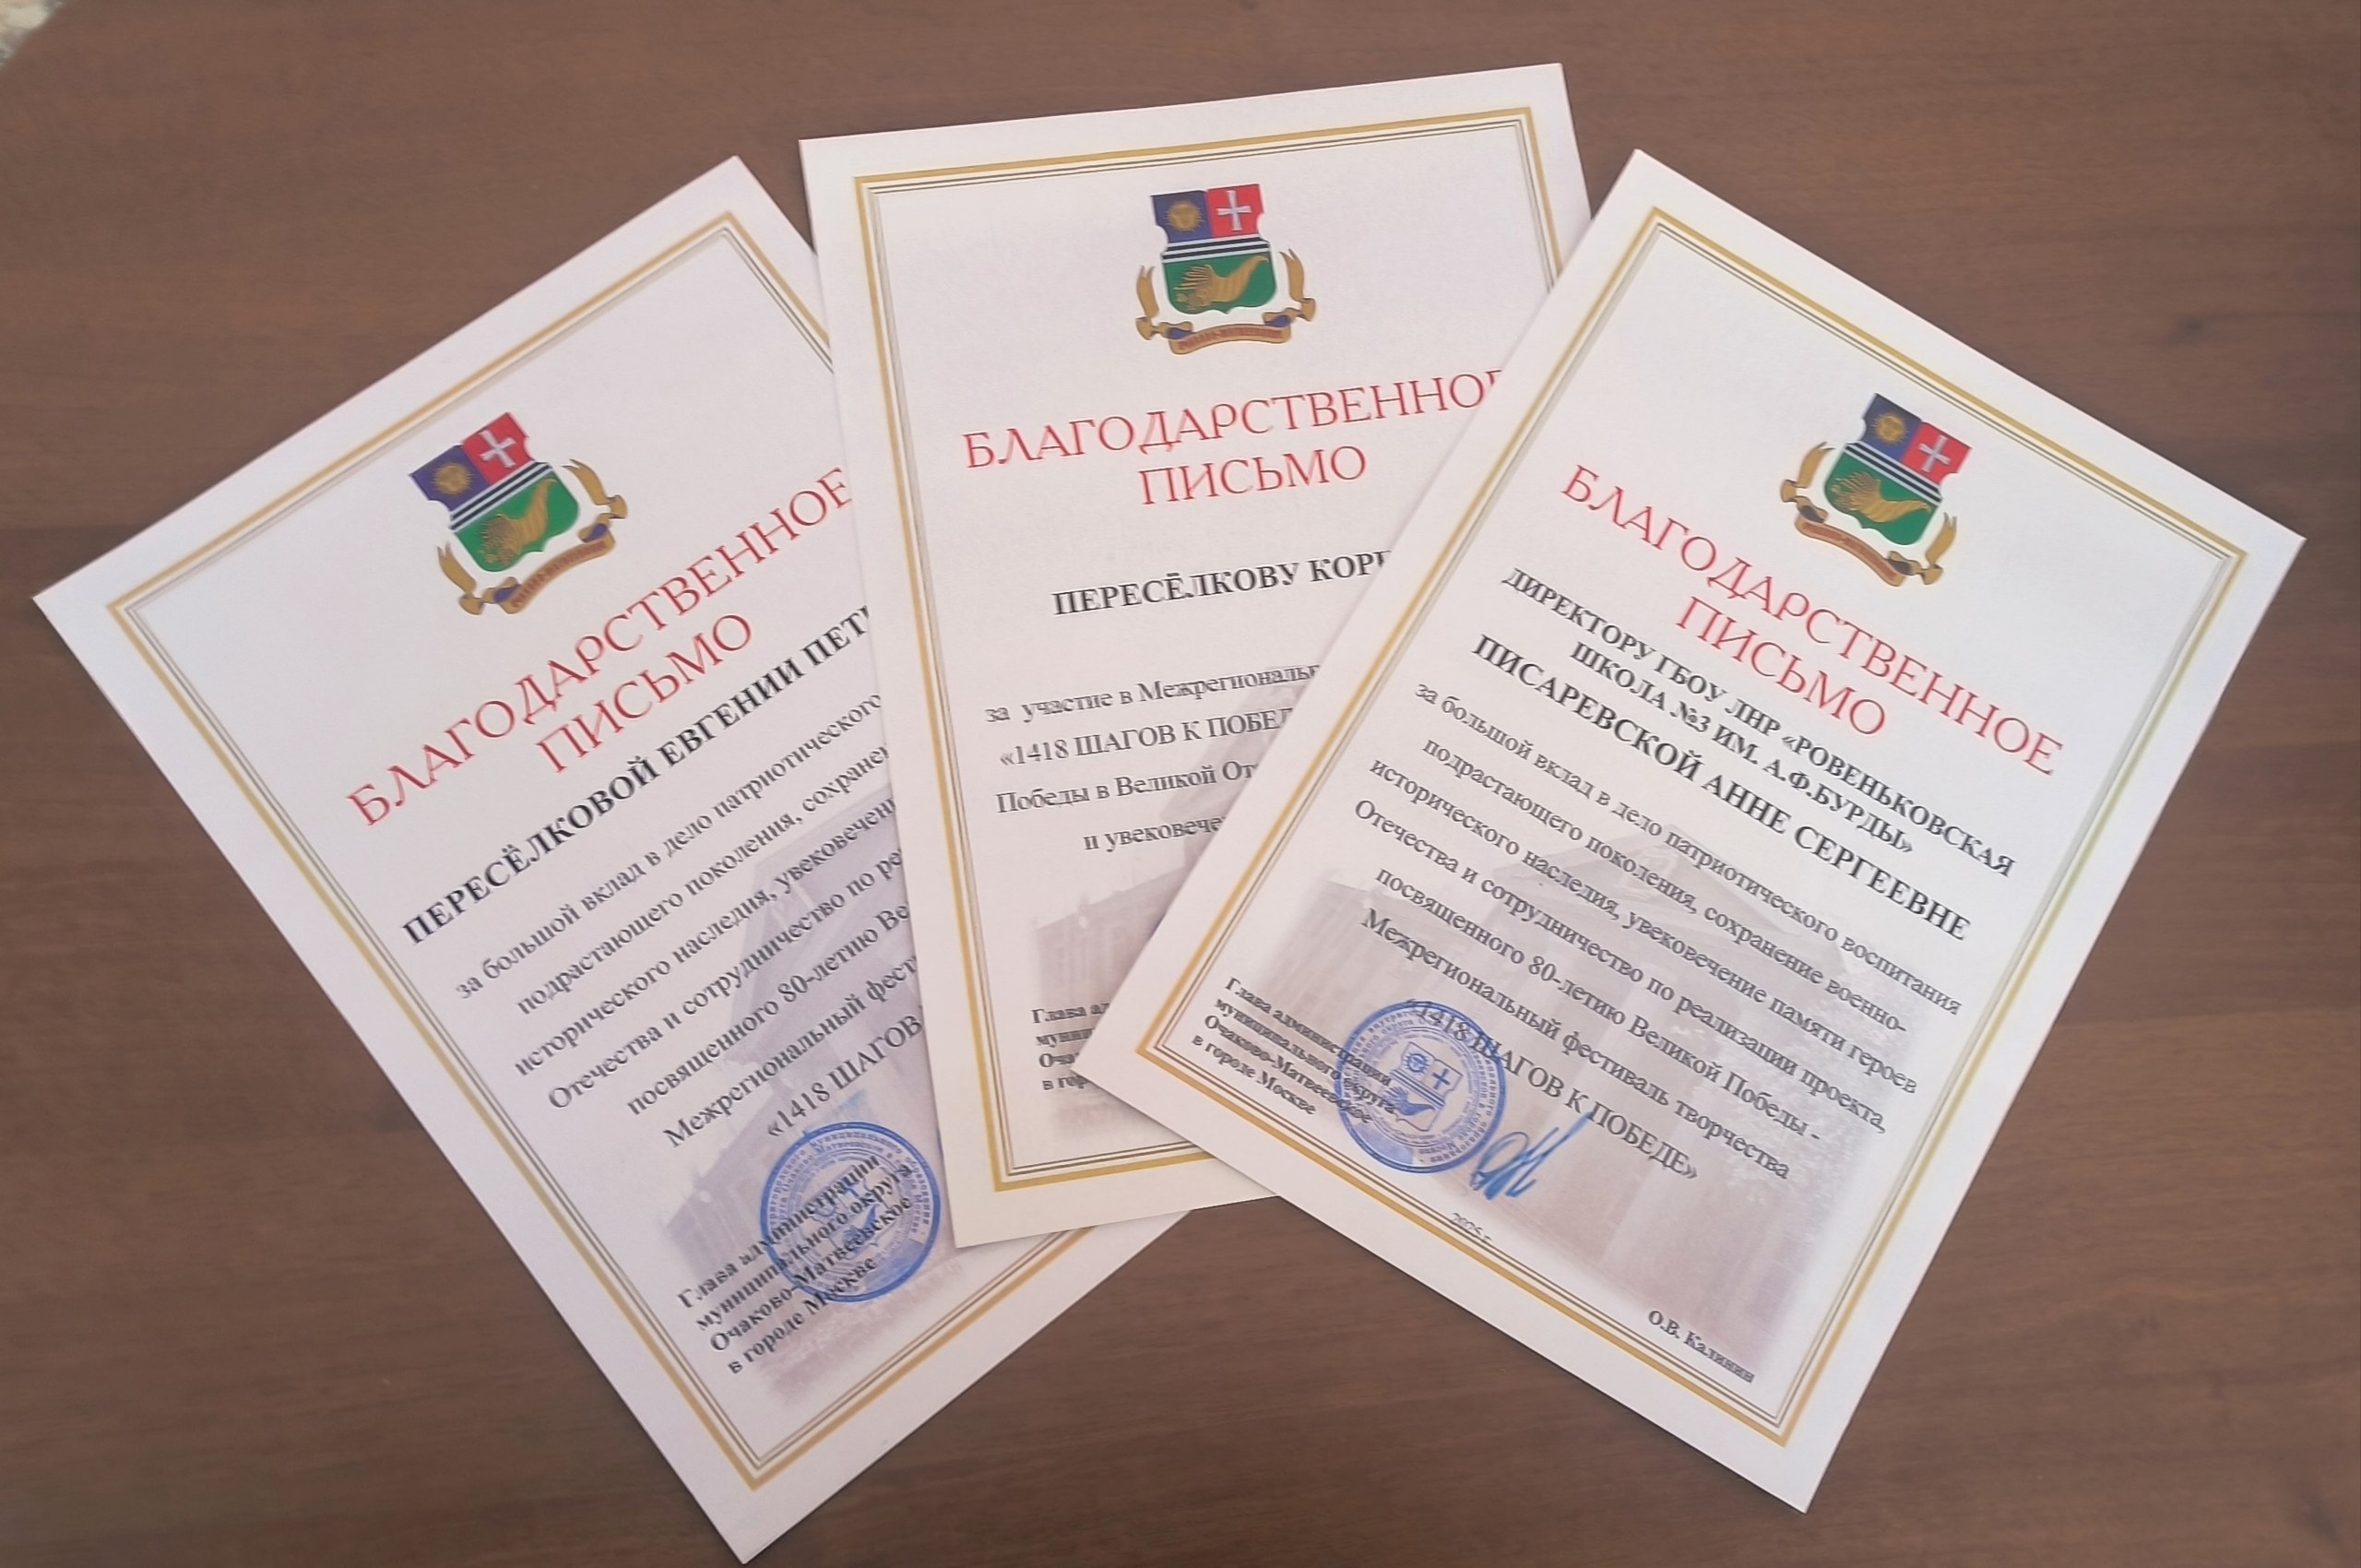 БЛАГОДАРСТВЕННОЕ
ПИСЬМО
ПЕРЕСЁЛКОВОЙ ЕВГЕНИИ
за большой вклад в дело патриотического
подрастающего поколения,
исторического наследия,
Отечества и сотрудничество по
посвященного 80-летию
Межрегиональный
«1418 ШАГОВ
Глава администрации
муниципального округа
Очаково-Матвеевское
в городе Москве
БЛАГОДАРСТВЕННОЕ
ПИСЬМО
ПЕРЕСЁЛКОВУ
за участие в
«1418 ШАГОВ К
Победы в Великой
и
Глава
в
БЛАГОДАРСТВЕННОЕ
ПИСЬМО
ДИРЕКТОРУ ГБОУ ЛНР «РОВЕНЬКОВСКАЯ
ШКОЛА №3 ИМ. А.Ф.БУРДЫ»
ПИСАРЕВСКОЙ АННЕ СЕРГЕЕВНЕ
за большой вклад в дело патриотического воспитания
подрастающего поколения, сохранение военно-
исторического наследия, увековечение памяти героев
Отечества и сотрудничество по реализации проекта,
посвященного 80-летию Великой Победы -
Межрегиональный фестиваль творчества
«1418 ШАГОВ К ПОБЕДЕ»
Глава администрации
муниципального округа
Очаково-Матвеевское
в городе Москве
О.В. Калинин
2025 г.